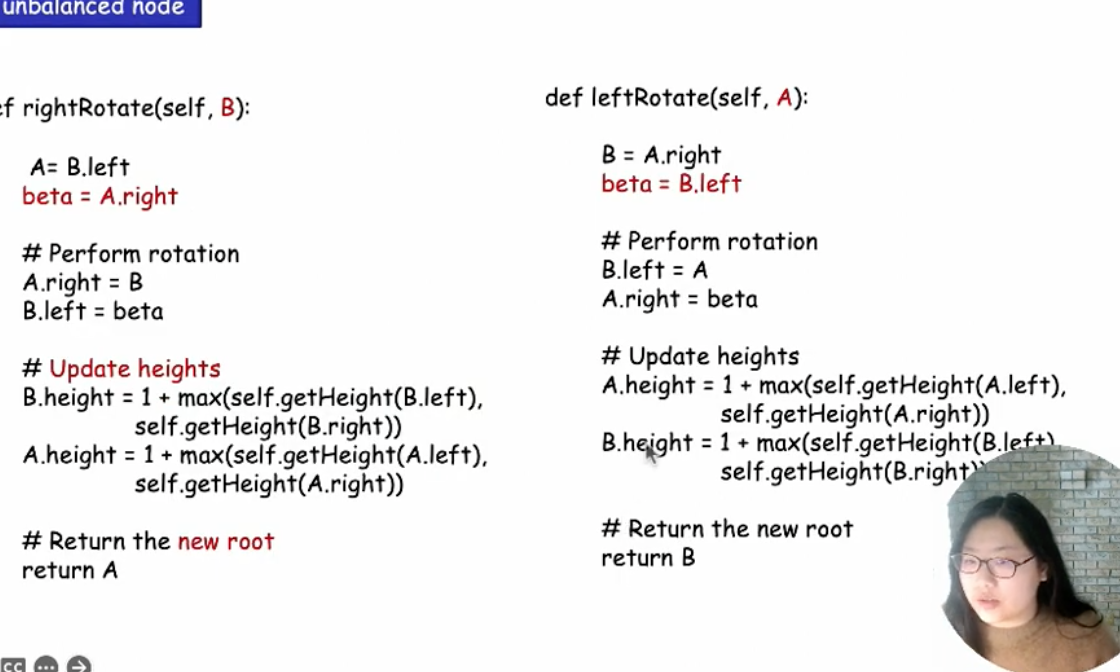 unbalanced node
ef rightRotate(self, B):
A= B.left
beta = A.right
# Perform rotation
A.right = B
B.left = beta
# Update heights
B.height = 1 + max(self.getHeight(B.left),
self.getHeight(B.right))
A.height = 1 + max(self.getHeight(A.left),
self.getHeight(A.right))
# Return the new root
return A
def leftRotate(self, A):
B = A.right
beta = B.left
# Perform rotation
B.left = A
A.right = beta
# Update heights
A.height = 1 + max(self.getHeight(A.left),
self.getHeight(A.right))
B.height = 1 + max(self.getHeight(B.left),
self.getHeight(B.right))
# Return the new root
return B
CC